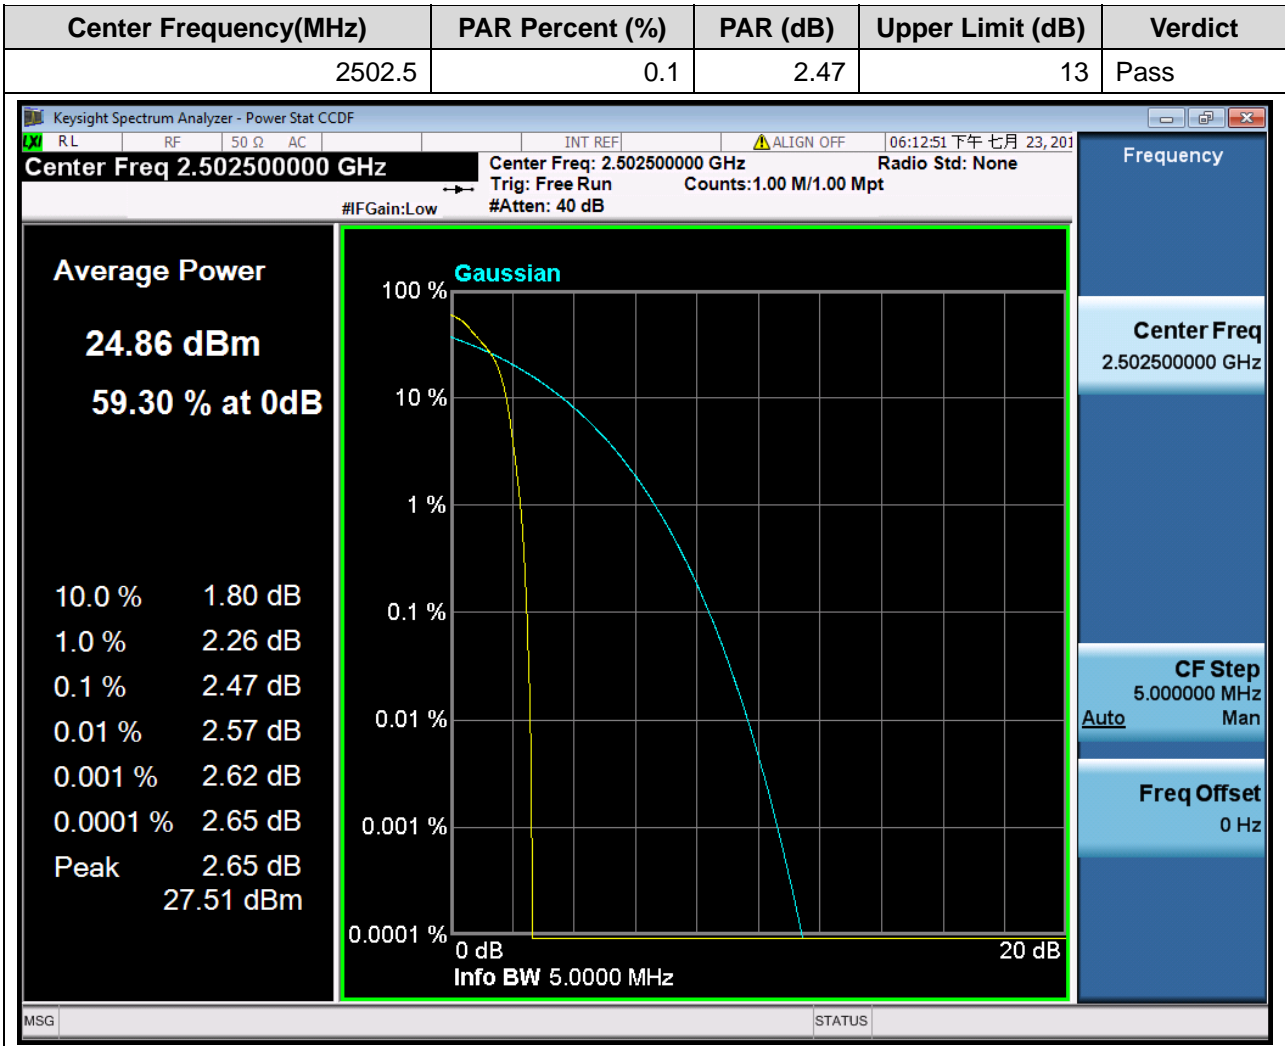 Center Frequency(MHz) PAR Percent (%) PAR (dB) Upper Limit (dB) Verdict
2502.5 0.1 2.47 13 Pass
Keysight Spectrum Analyzer - Power Stat CCDF
LXI RL RF 50 Ω AC INT REF ALIGN OFF 06:12:51 下午 七月 23, 201
Center Freq 2.502500000 GHz
Center Freq: 2.502500000 GHz Radio Std: None
Trig: Free Run Counts:1.00 M/1.00 Mpt
#IFGain:Low #Atten: 40 dB
Frequency
Average Power
24.86 dBm
59.30 % at 0dB
10.0 % 1.80 dB
1.0 % 2.26 dB
0.1 % 2.47 dB
0.01 % 2.57 dB
0.001 % 2.62 dB
0.0001 % 2.65 dB
Peak 2.65 dB
27.51 dBm
Gaussian
100 %
10 %
1 %
0.1 %
0.01 %
0.001 %
0.0001 %
0 dB 20 dB
Info BW 5.0000 MHz
Center Freq
2.502500000 GHz
CF Step
5.000000 MHz
Auto Man
Freq Offset
0 Hz
MSG STATUS